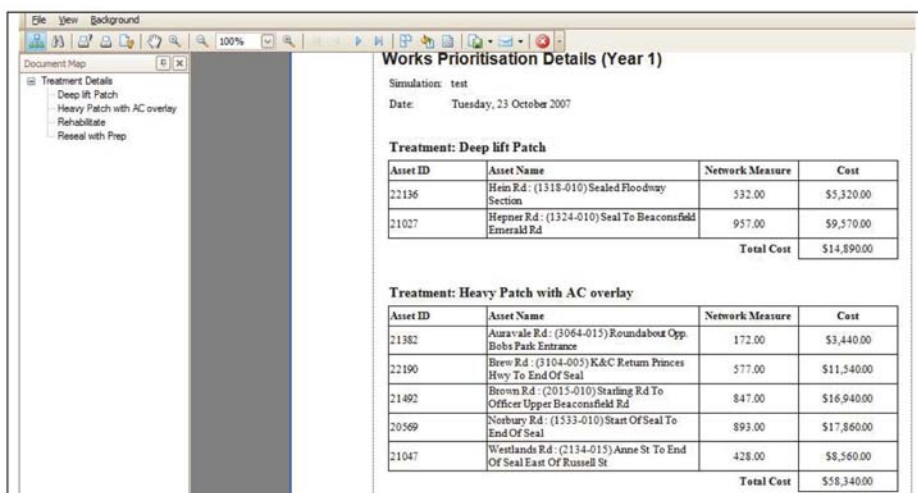 File View Background
100%
Document Map
Treatment Details
Deep lift Patch
Heavy Patch with AC overlay
Rehabilitate
Reseal with Prep
Works Prioritisation Details (Year 1)
Simulation: test
Date: Tuesday, 23 October 2007
Treatment: Deep lift Patch
Asset ID Asset Name Network Measure Cost
22136 Hein Rd : (1318-010) Sealed Floodway 532.00 $5,320.00
Section
21027 Hepner Rd : (1324-010) Seal To Beaconsfield 957.00 $9,570.00
Emerald Rd
Total Cost $14,890.00
Treatment: Heavy Patch with AC overlay
Asset ID Asset Name Network Measure Cost
21382 Auravale Rd : (3064-015) Roundabout Opp. 172.00 $3,440.00
Bobs Park Entrance
22190 Brew Rd : (3104-005) K&C Return Princes 577.00 $11,540.00
Hwy To End Of Seal
21492 Brown Rd : (2015-010) Starling Rd To 847.00 $16,940.00
Officer Upper Beaconsfield Rd
20569 Norbury Rd : (1533-010) Start Of Seal To 893.00 $17,860.00
End Of Seal
21047 Westlands Rd : (2134-015) Anne St To End 428.00 $8,560.00
Of Seal East Of Russell St
Total Cost $58,340.00